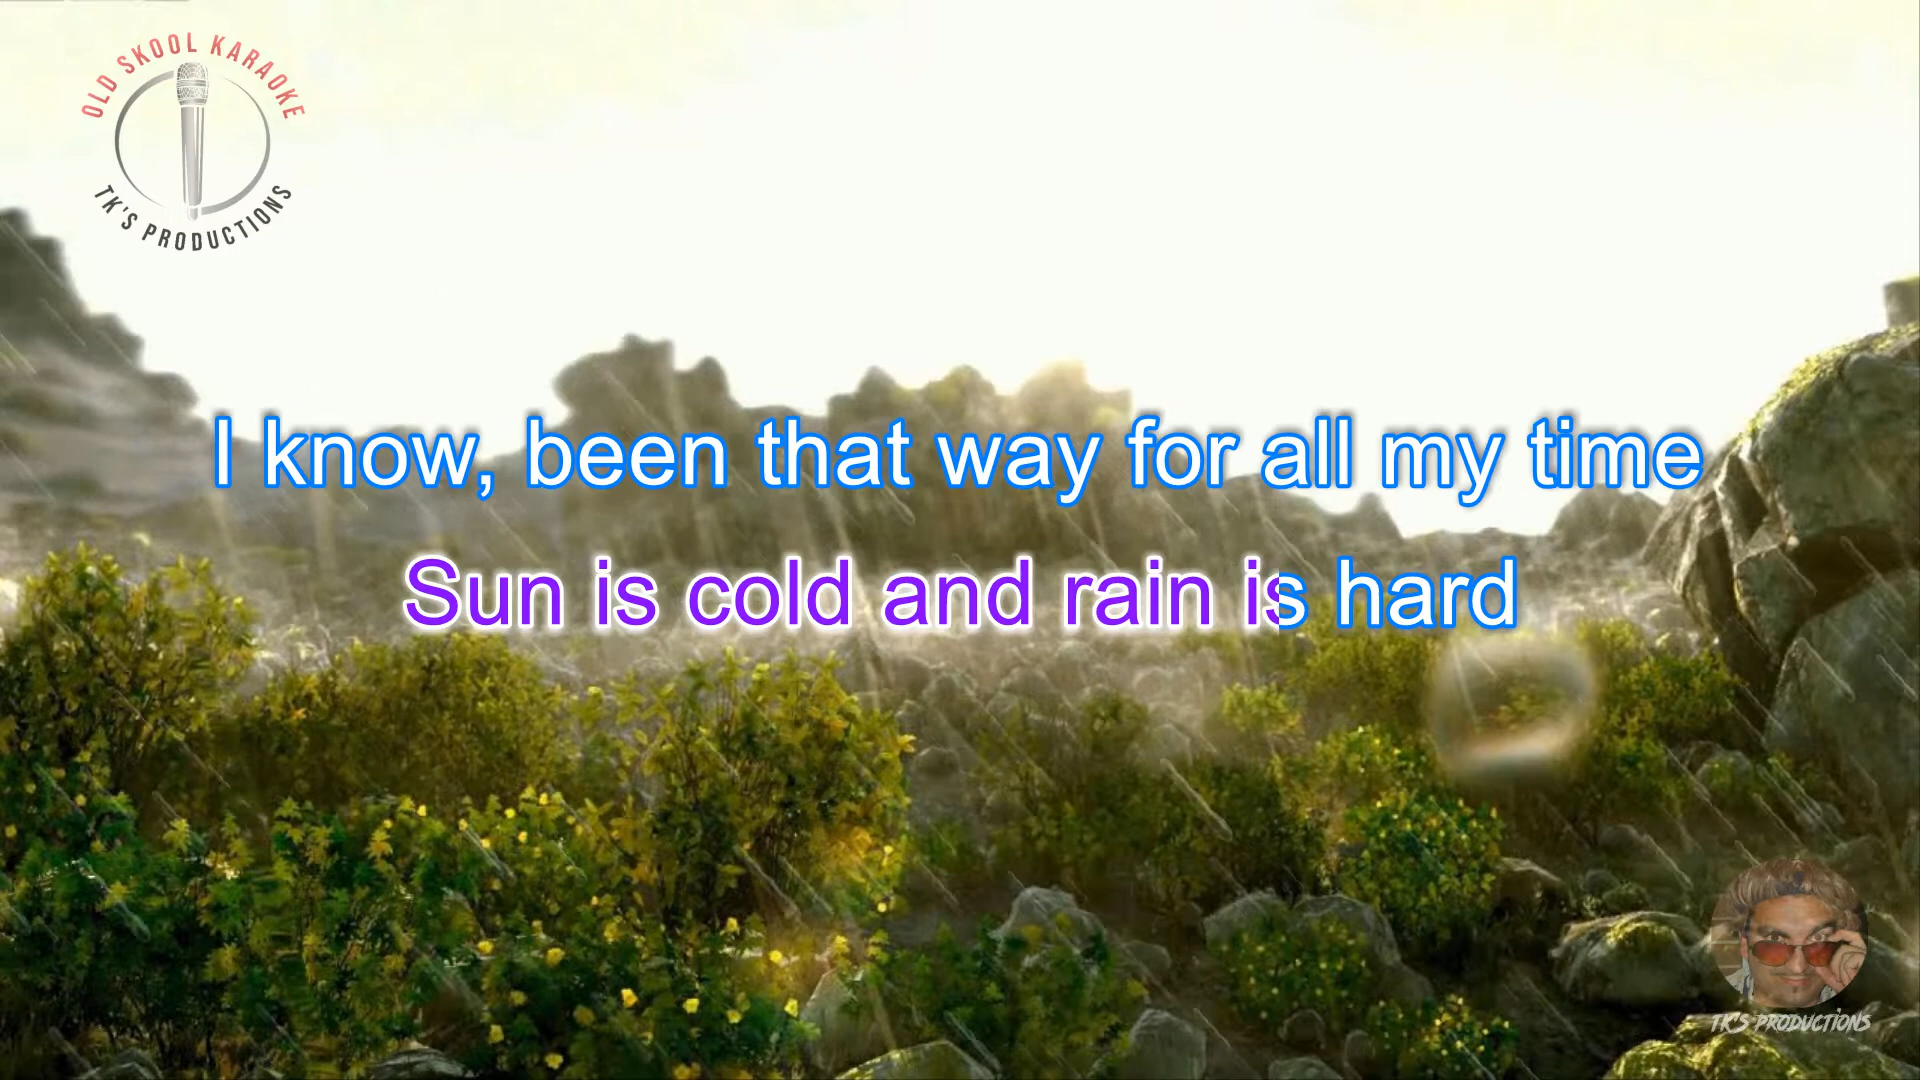 OLD SKOOL KARAOKE
TK'S PRODUCTIONS
I know, been that way for all my time
Sun is cold and rain is hard
TK'S PRODUCTIONS